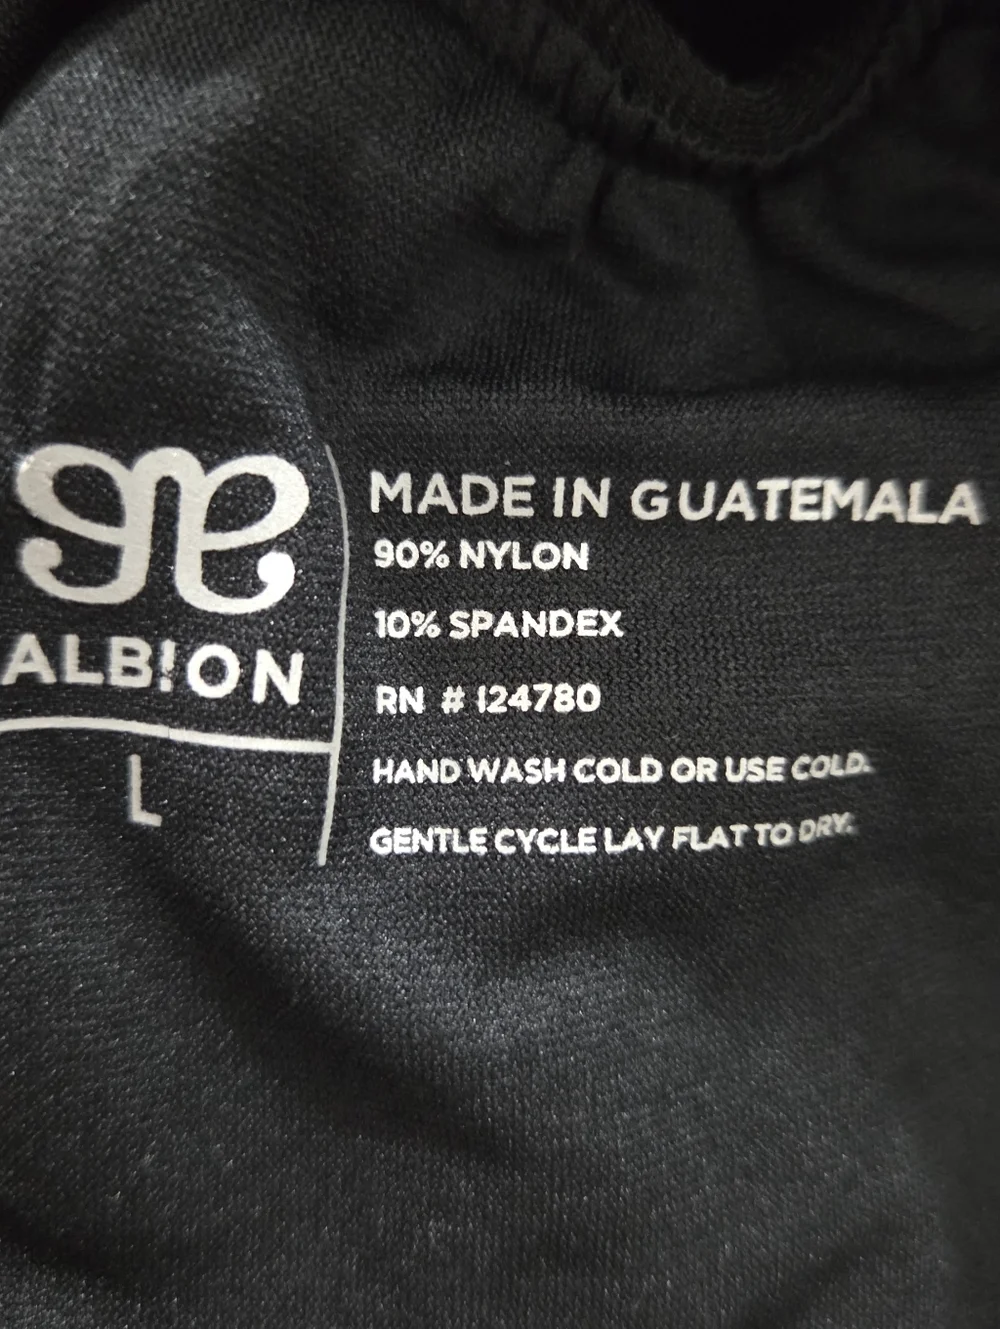 ALB!ON
L
MADE IN GUATEMALA
90% NYLON
10% SPANDEX
RN # 124780
HAND WASH COLD OR USE COLD.
GENTLE CYCLE LAY FLAT TO DRY.